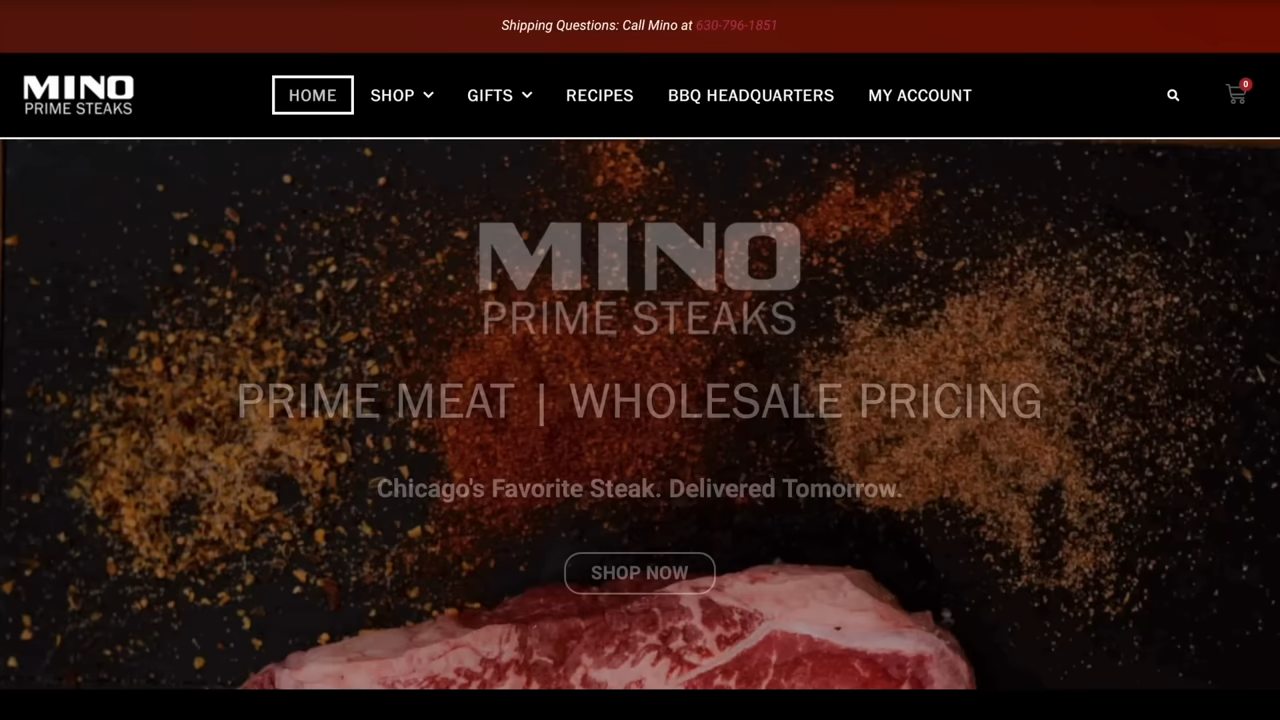 Shipping Questions: Call Mino at 630-796-1851
MINO
PRIME STEAKS
HOME
SHOP
GIFTS
RECIPES
BBQ HEADQUARTERS
MY ACCOUNT
0
MINO
PRIME STEAKS
PRIME MEAT | WHOLESALE PRICING
Chicago's Favorite Steak. Delivered Tomorrow.
SHOP NOW